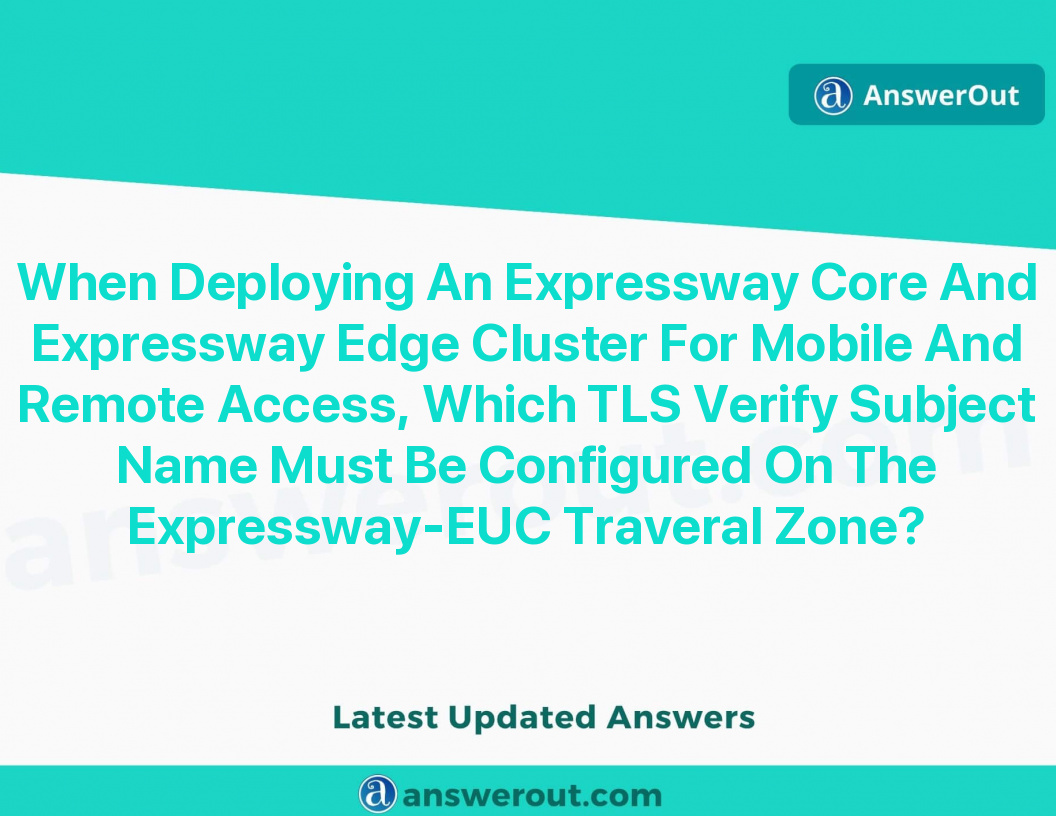 a AnswerOut
When Deploying An Expressway Core And
Expressway Edge Cluster For Mobile And
Remote Access, Which TLS Verify Subject
Name Must Be Configured On The
Expressway-EUC Traveral Zone?
answerout.com
Latest Updated Answers
a answerout.com